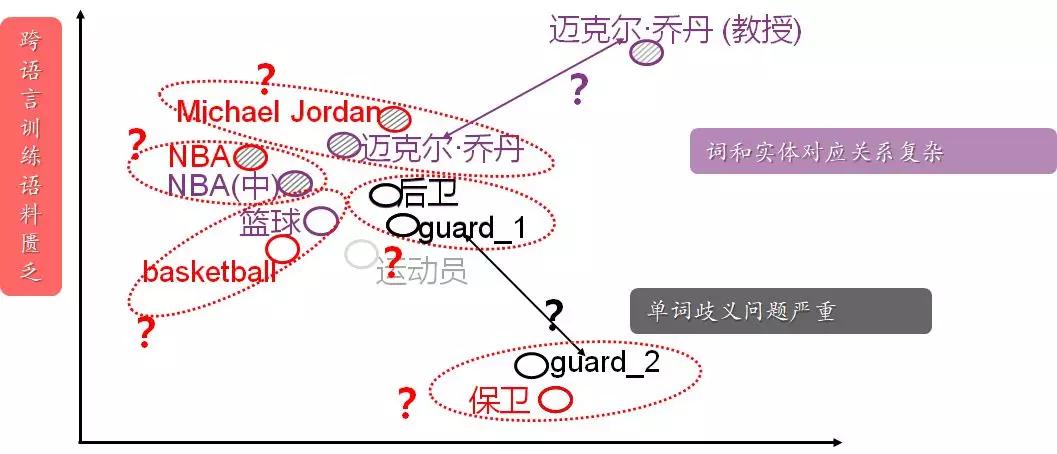 跨语言训练语料匮乏
迈克尔·乔丹 (教授)
?
?
Michael Jordan
迈克尔·乔丹
词和实体对应关系复杂
?
NBA
NBA(中)
后卫
篮球
guard_1
basketball
?
运动员
?
?
单词歧义问题严重
guard_2
?
保卫